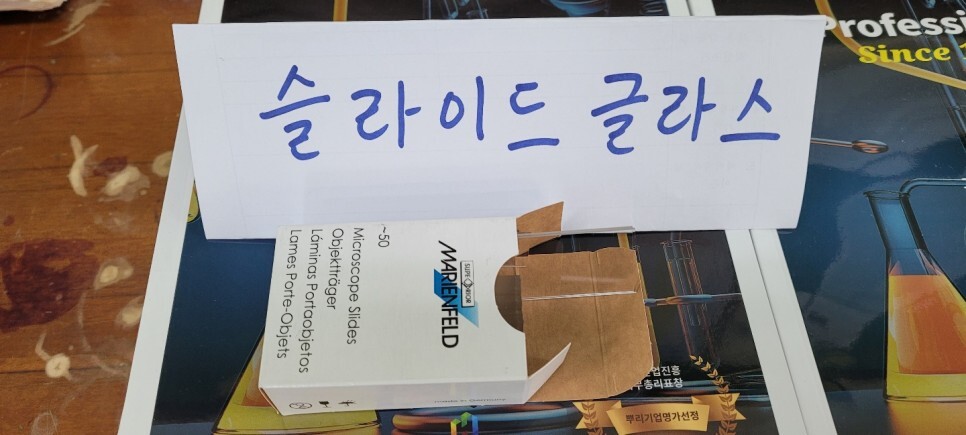 슬라이드 글라스
Professi
Since 1
SUPERIOR
MARIENFELD
~50
Microscope Slides
Objektträger
Láminas Portaobjetos
Lames Porte-Objets
뿌리기업명가선정